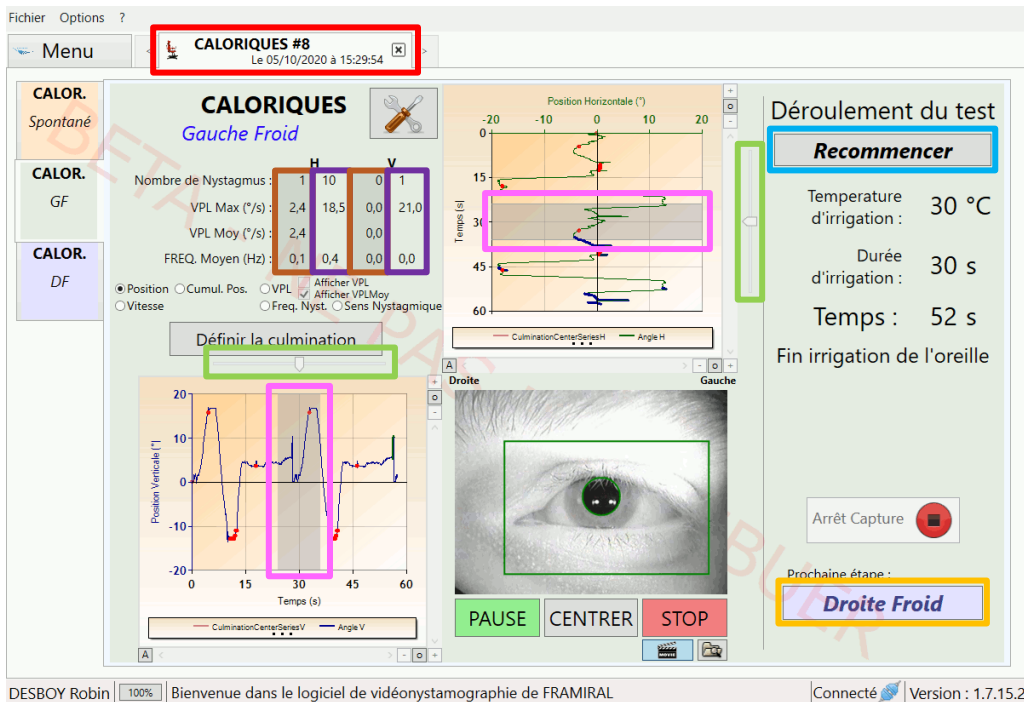 Fichier Options ?
Menu
CALORIQUES #8
Le 05/10/2020 à 15:29:54
CALOR.
Spontané
CALOR.
GF
CALOR.
DF
CALORIQUES
Gauche Froid
H V
Nombre de Nystagmus : 1 10 0 1
VPL Max (°/s) : 2,4 18,5 0,0 21,0
VPL Moy (°/s) : 2,4 0,0
FREQ. Moyen (Hz) : 0,1 0,4 0,0 0,0
Position Cumul. Pos. VPL Afficher VPL
Afficher VPLMoy
Vitesse Freq. Nyst. Sens Nystagmique
Définir la culmination
Position Horizontale (°)
-20 -10 0 10 20
0
15
30
45
60
Temps (s)
CulminationCenterSeriesH Angle H
A - o +
Droite Gauche
20
10
0
-10
-20
0 15 30 45 60
Position Verticale (°)
Temps (s)
CulminationCenterSeriesV Angle V
A - o +
PAUSE CENTRER STOP
Déroulement du test
Recommencer
Temperature
d'irrigation : 30 °C
Durée
d'irrigation : 30 s
Temps : 52 s
Fin irrigation de l'oreille
Arrêt Capture
Prochaine étape :
Droite Froid
DESBOY Robin 100% Bienvenue dans le logiciel de vidéonystamographie de FRAMIRAL Connecté Version : 1.7.15.2